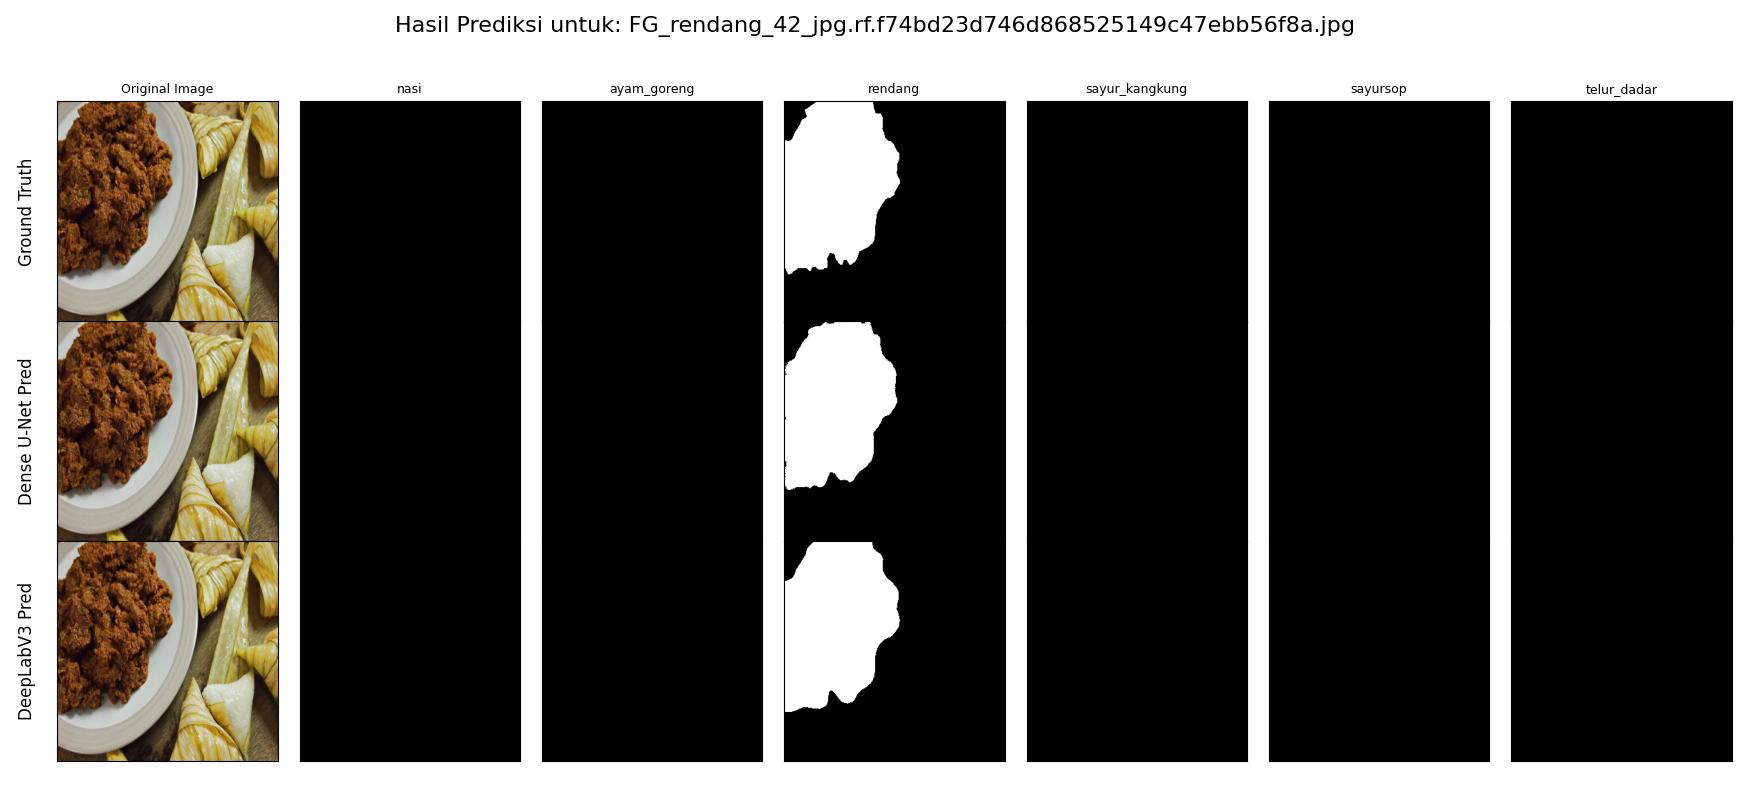 Hasil Prediksi untuk: FG_rendang_42_jpg.rf.f74bd23d746d868525149c47ebb56f8a.jpg
Original Image
nasi
ayam_goreng
rendang
sayur_kangkung
sayursop
telur_dadar
Ground Truth
Dense U-Net Pred
DeepLabV3 Pred